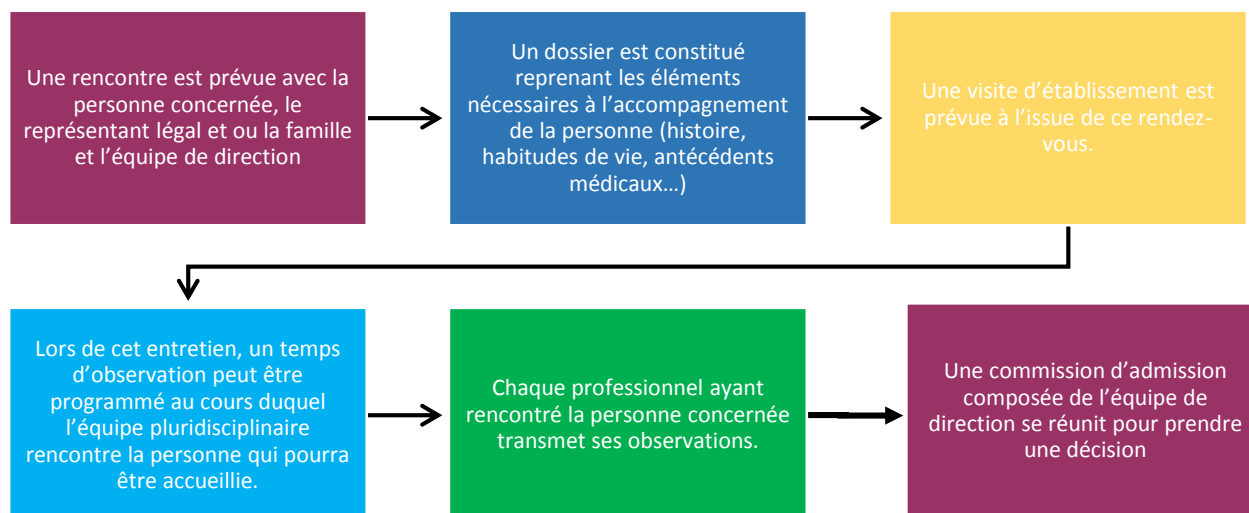 Une rencontre est prévue avec la
personne concernée, le
représentant légal et ou la famille
et l’équipe de direction
Un dossier est constitué
reprenant les éléments
nécessaires à l’accompagnement
de la personne (histoire,
habitudes de vie, antécédents
médicaux…)
Une visite d’établissement est
prévue à l’issue de ce rendez-
vous.
Lors de cet entretien, un temps
d’observation peut être
programmé au cours duquel
l’équipe pluridisciplinaire
rencontre la personne qui pourra
être accueillie.
Chaque professionnel ayant
rencontré la personne concernée
transmet ses observations.
Une commission d’admission
composée de l’équipe de
direction se réunit pour prendre
une décision